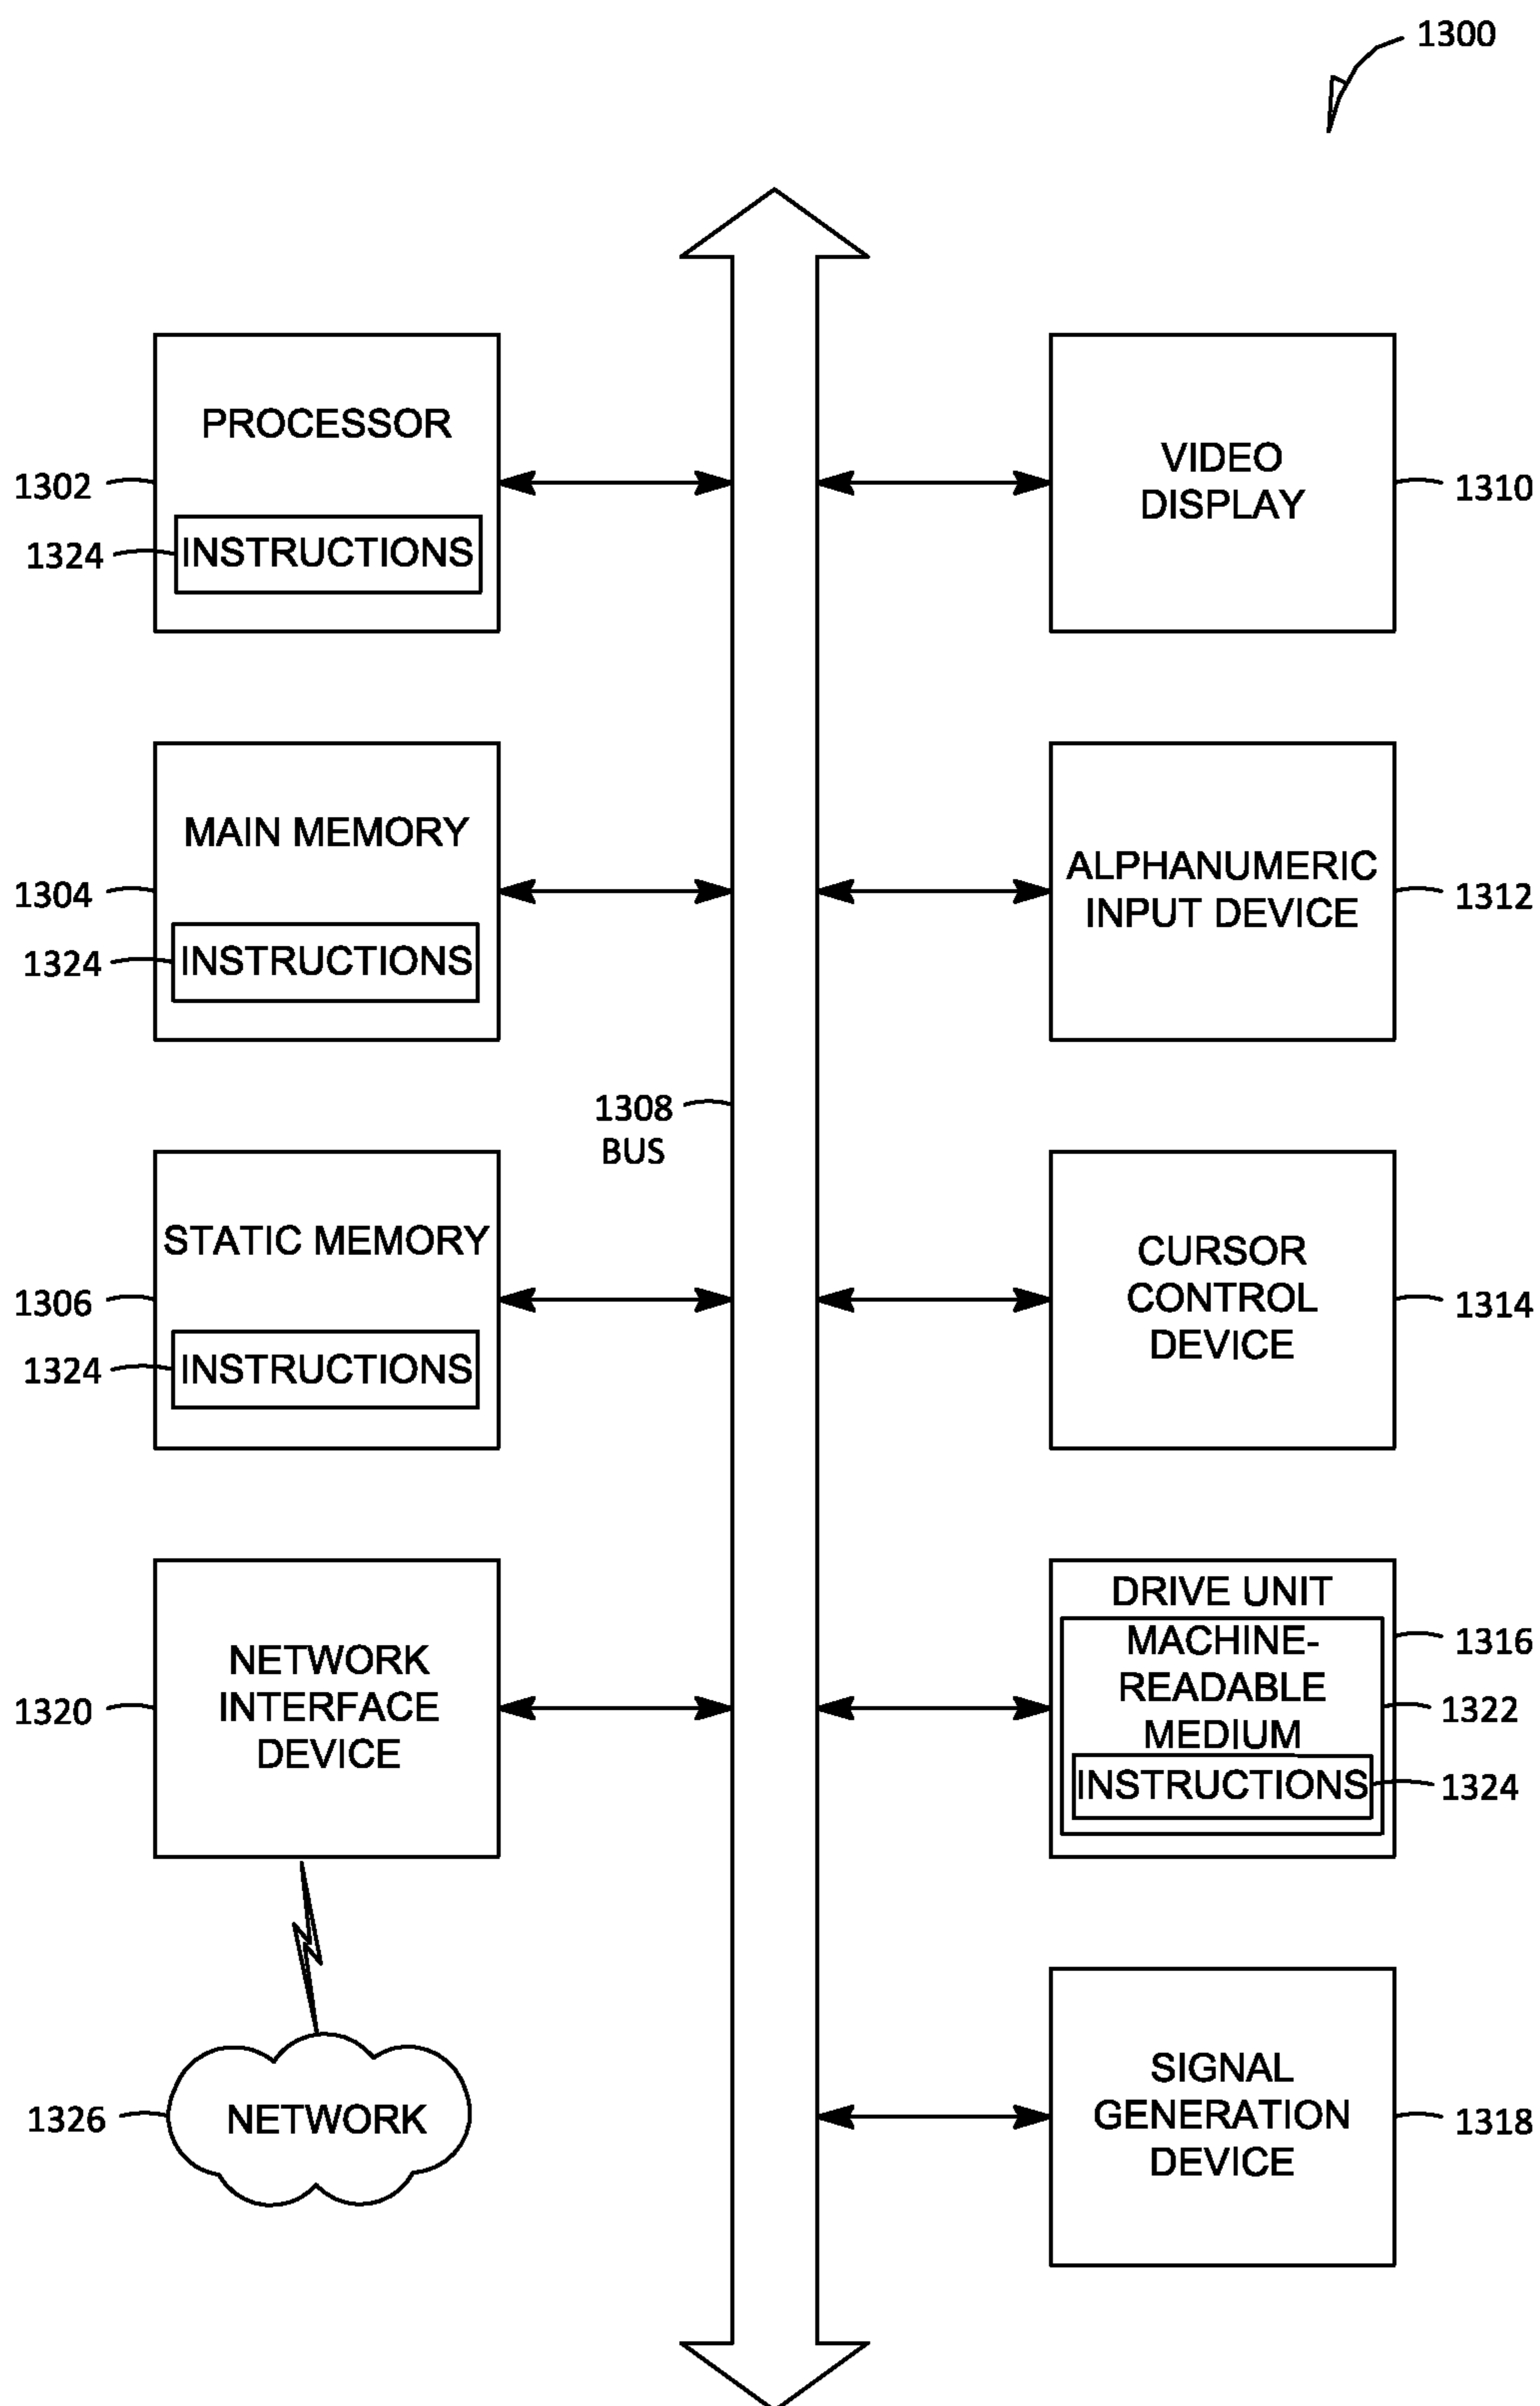 1300
PROCESSOR
1302
1324
INSTRUCTIONS
VIDEO
DISPLAY
1310
MAIN MEMORY
1304
1324
INSTRUCTIONS
ALPHANUMERIC
INPUT DEVICE
1312
1308
BUS
STATIC MEMORY
1306
1324
INSTRUCTIONS
CURSOR
CONTROL
DEVICE
1314
NETWORK
INTERFACE
DEVICE
1320
DRIVE UNIT
1316
MACHINE-
READABLE
MEDIUM
1322
INSTRUCTIONS
1324
NETWORK
1326
SIGNAL
GENERATION
DEVICE
1318